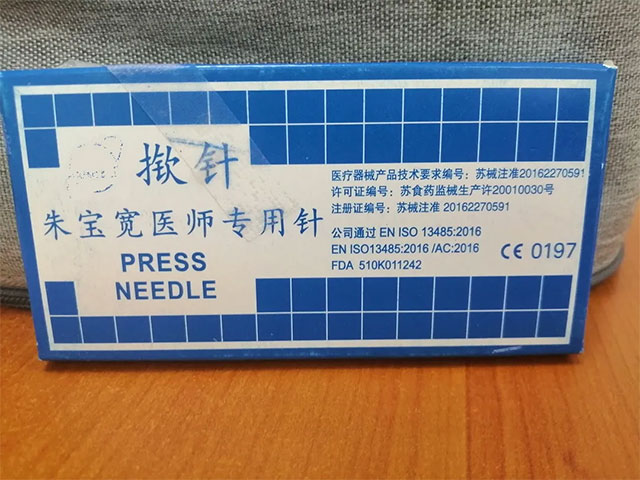 揿针
朱宝宽医师专用针
PRESS
NEEDLE
医疗器械产品技术要求编号：苏械注准20162270591
许可证编号：苏食药监械生产许20010030号
注册证编号：苏械注准 20162270591
公司通过 EN ISO 13485:2016
EN ISO13485:2016 /AC:2016
FDA 510K011242
CE 0197